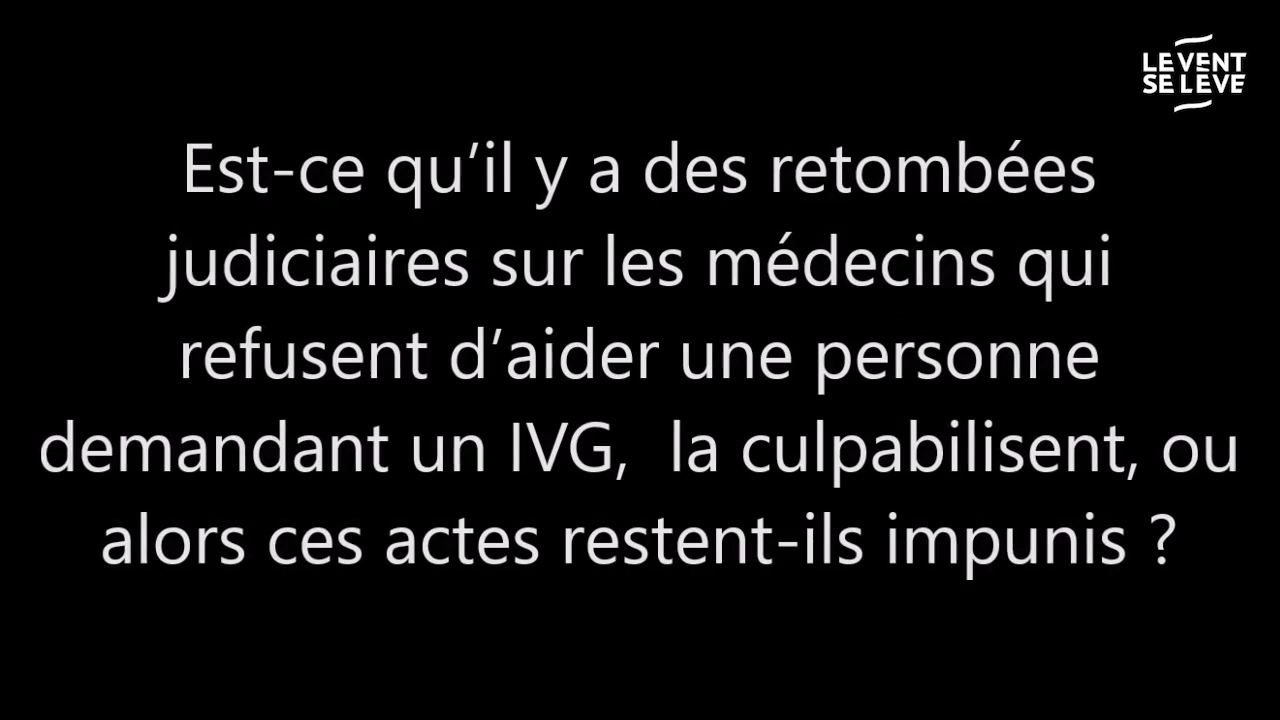 LE VENT
SE LÈVE
Est-ce qu’il y a des retombées
judiciaires sur les médecins qui
refusent d’aider une personne
demandant un IVG,  la culpabilisent, ou
alors ces actes restent-ils impunis ?